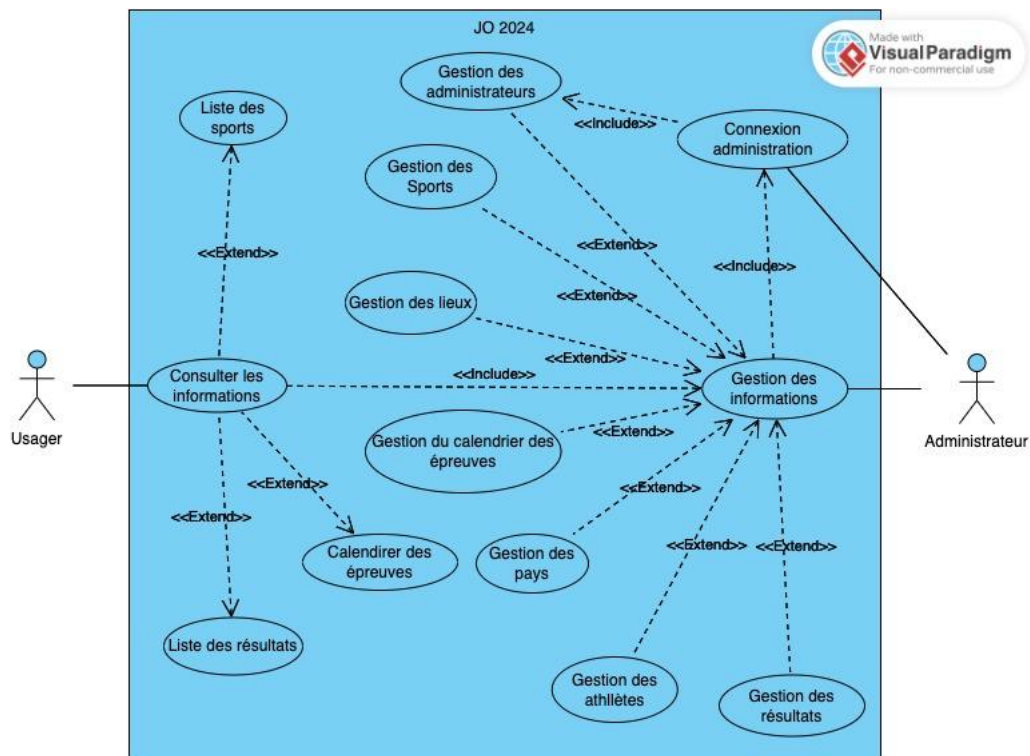 JO 2024
Made with
Visual Paradigm
For non-commercial use
Gestion des
administrateurs
Liste des
sports
<<Include>>
Connexion
administration
Gestion des
Sports
<<Extend>>
<<Extend>>
<<Include>>
<<Extend>>
Gestion des lieux
<<Extend>>
Consulter les
informations
<<Include>>
Gestion des
informations
Usager
Administrateur
Gestion du calendrier des
épreuves
<<Extend>>
<<Extend>>
<<Extend>>
<<Extend>>
Calendirer des
épreuves
Gestion des
pays
<<Extend>>
<<Extend>>
Liste des résultats
Gestion des
athllètes
Gestion des
résultats